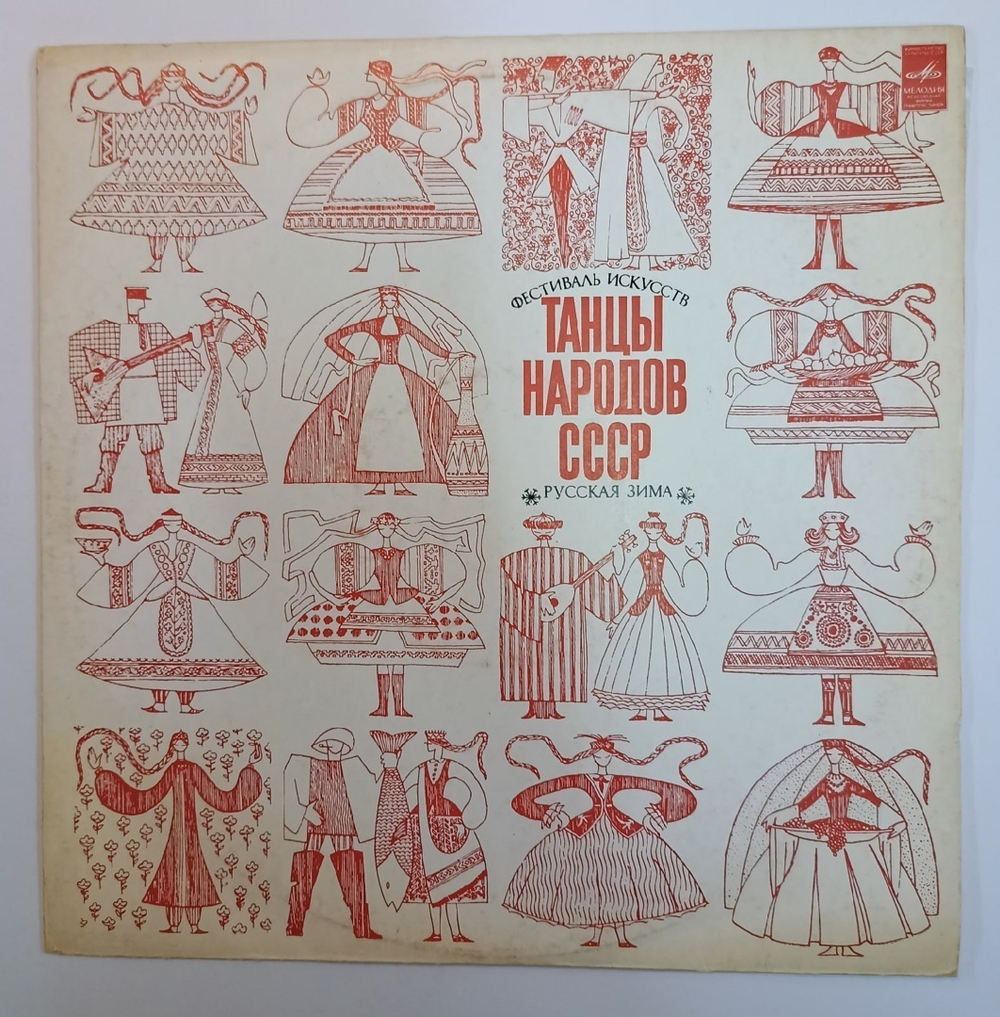 МЕЛОДИЯ
ФЕСТИВАЛЬ ИСКУССТВ
ТАНЦЫ
НАРОДОВ
СССР
РУССКАЯ ЗИМА